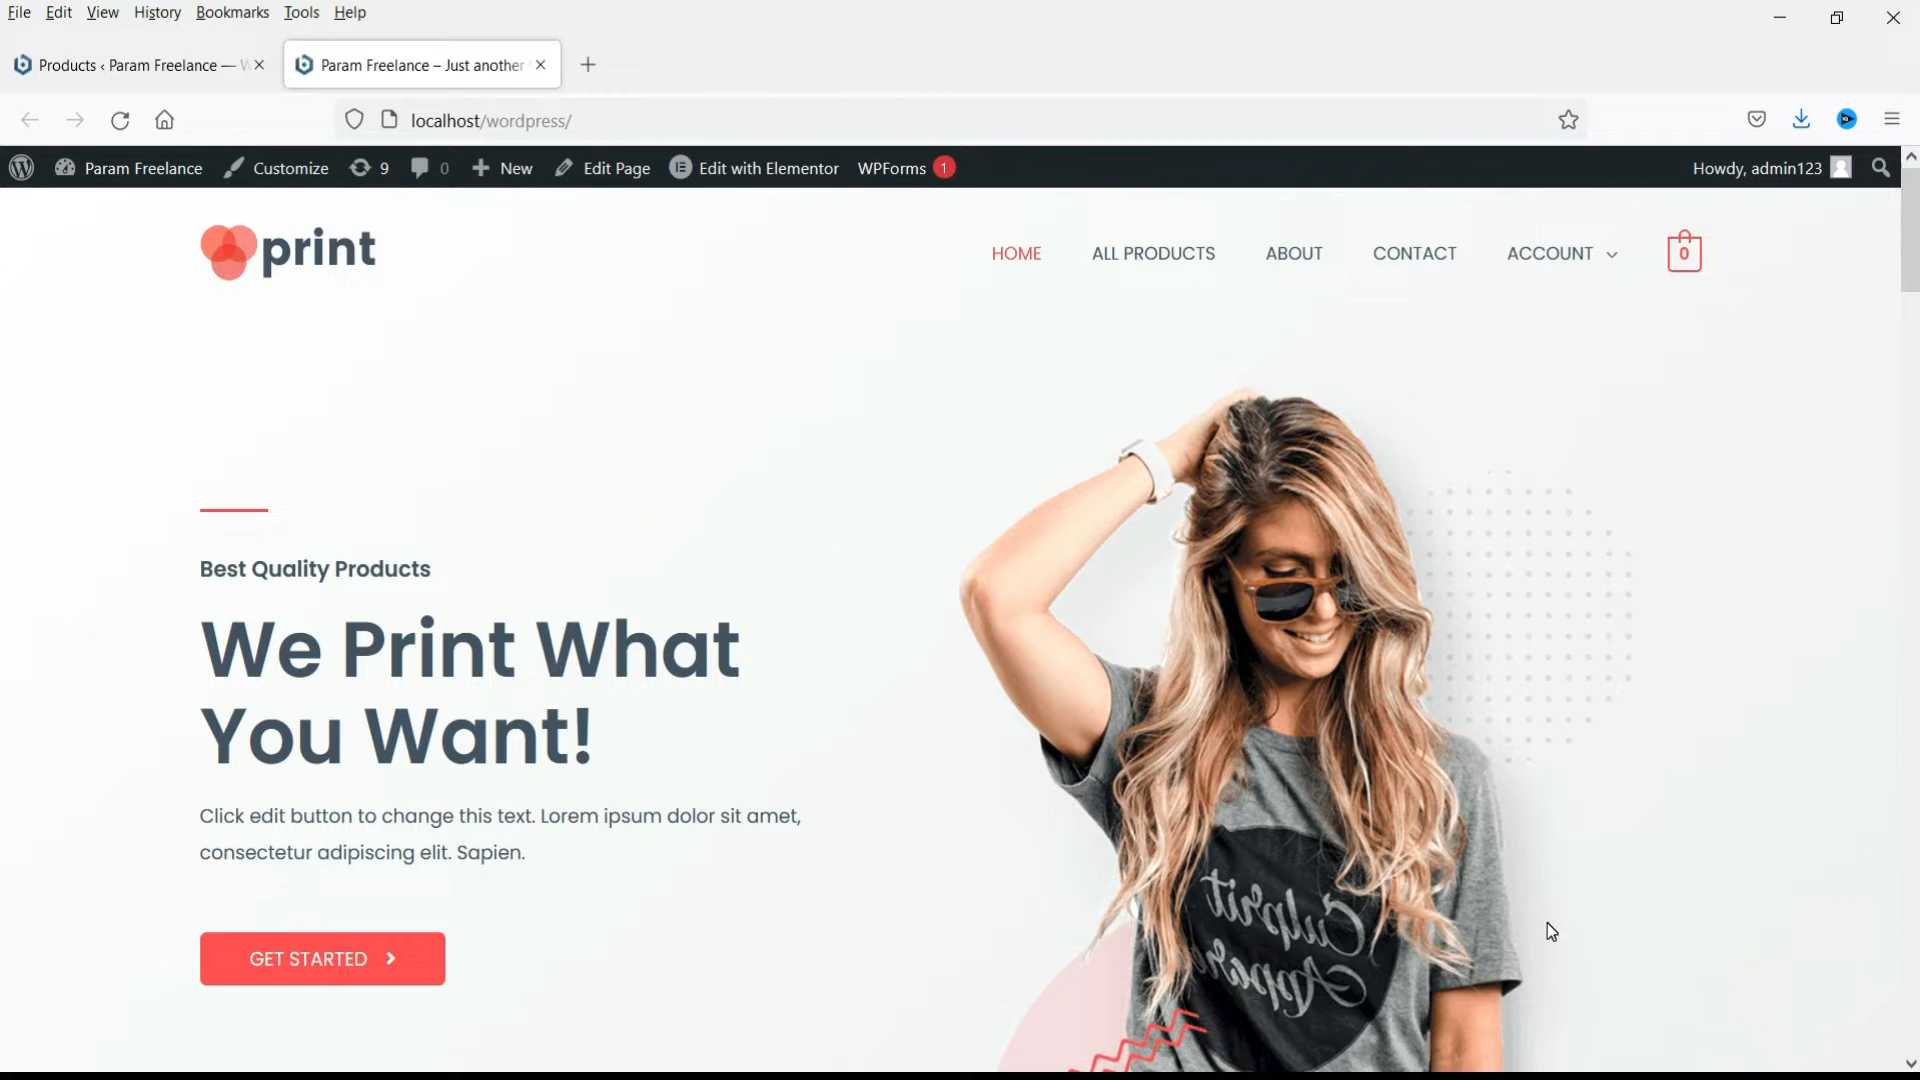 File Edit View History Bookmarks Tools Help
Products ‹ Param Freelance — W
Param Freelance – Just another
localhost/wordpress/
Param Freelance Customize 9 0 New Edit Page Edit with Elementor WPForms 1 Howdy, admin123
print
HOME ALL PRODUCTS ABOUT CONTACT ACCOUNT 0
Best Quality Products
We Print What
You Want!
Click edit button to change this text. Lorem ipsum dolor sit amet,
consectetur adipiscing elit. Sapien.
GET STARTED
Culprit
Apparel